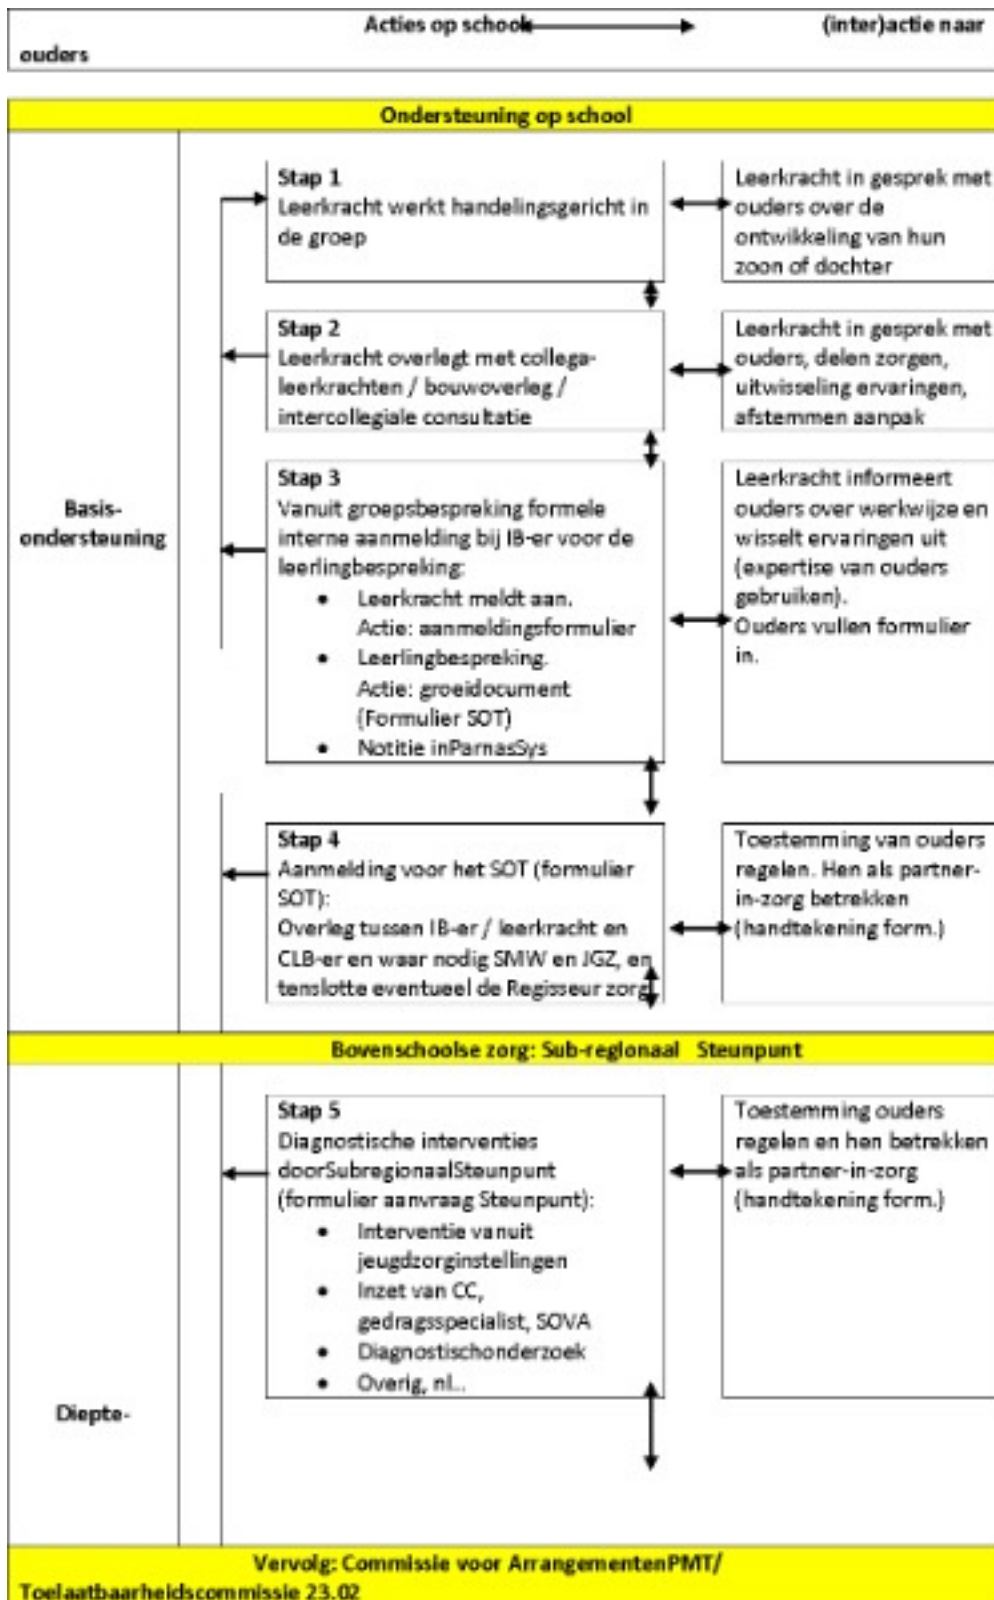 Acties op school (inter)actie naar
ouders
Ondersteuning op school
Stap 1
Leerkracht werkt handelingsgericht in
de groep
Leerkracht in gesprek met
ouders over de
ontwikkeling van hun
zoon of dochter
Stap 2
Leerkracht overlegt met collega-
leerkrachten / bouwoverleg /
intercollegiale consultatie
Leerkracht in gesprek met
ouders, delen zorgen,
uitwisseling ervaringen,
afstemmen aanpak
Basis-
ondersteuning
Stap 3
Vanuit groepsbespreking formele
interne aanmelding bij IB-er voor de
leerlingbespreking:
• Leerkracht meldt aan.
Actie: aanmeldingsformulier
• Leerlingbespreking.
Actie: groeidocument
(Formulier SOT)
• Notitie inParnasSys
Leerkracht informeert
ouders over werkwijze en
wisselt ervaringen uit
(expertise van ouders
gebruiken).
Ouders vullen formulier
in.
Stap 4
Aanmelding voor het SOT (formulier
SOT):
Overleg tussen IB-er / leerkracht en
CLB-er en waar nodig SMW en JGZ, en
tenslotte eventueel de Regisseur zorg
Toestemming van ouders
regelen. Hen als partner-
in-zorg betrekken
(handtekening form.)
Bovenschoolse zorg: Sub-regionaal Steunpunt
Stap 5
Diagnostische interventies
doorSubregionaalSteunpunt
(formulier aanvraag Steunpunt):
• Interventie vanuit
jeugdzorginstellingen
• Inzet van CC,
gedragsspecialist, SOVA
• Diagnostischonderzoek
• Overig, nl...
Toestemming ouders
regelen en hen betrekken
als partner-in-zorg
(handtekening form.)
Diepte-
Vervolg: Commissie voor ArrangementenPMT/
Toelaatbaarheidscommissie 23.02